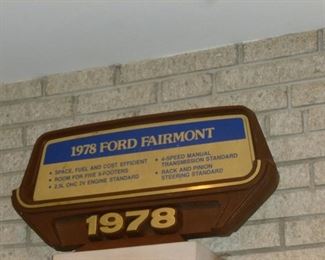 1978 FORD FAIRMONT
• SPACE, FUEL AND COST EFFICIENT
• ROOM FOR FIVE 6-FOOTERS
• 2.3L OHC 2V ENGINE STANDARD
• 4-SPEED MANUAL
TRANSMISSION STANDARD
• RACK AND PINION
STEERING STANDARD
1978